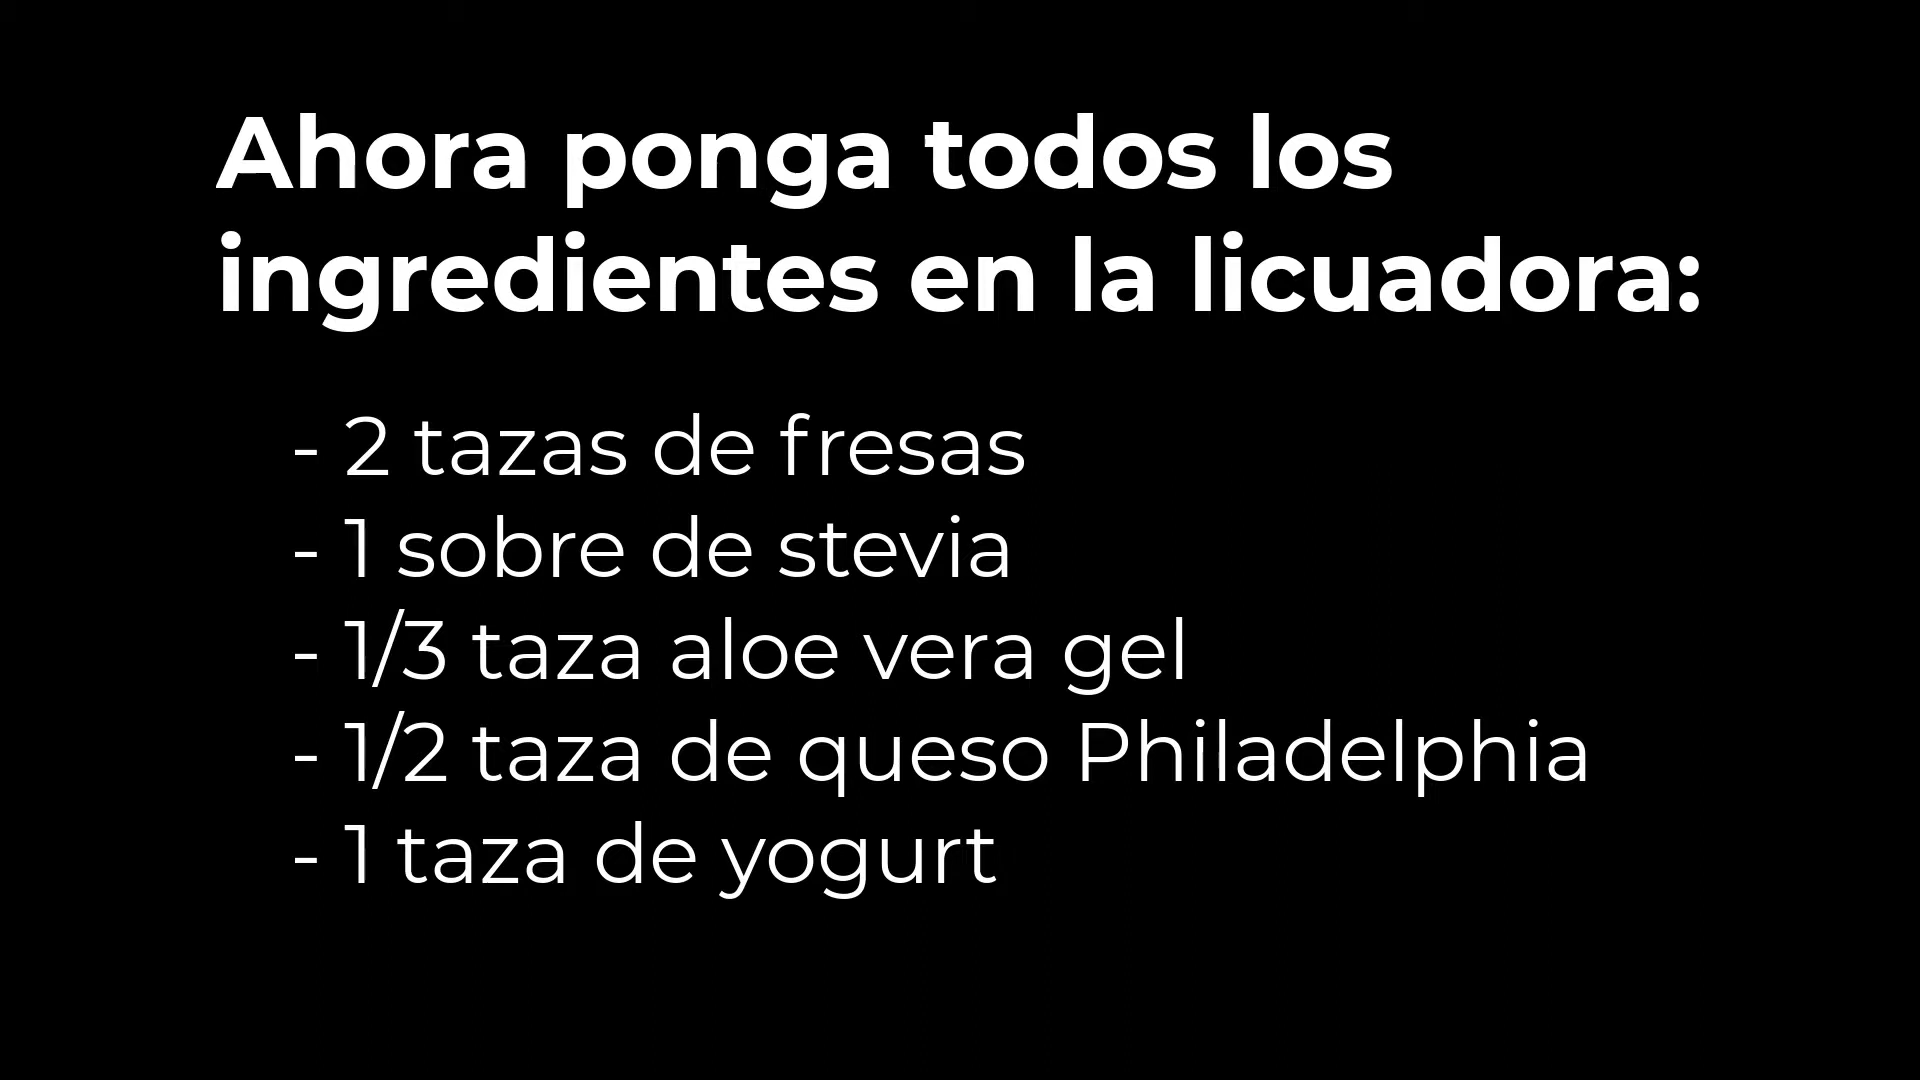 Ahora ponga todos los
ingredientes en la licuadora:
- 2 tazas de fresas
- 1 sobre de stevia
- 1/3 taza aloe vera gel
- 1/2 taza de queso Philadelphia
- 1 taza de yogurt